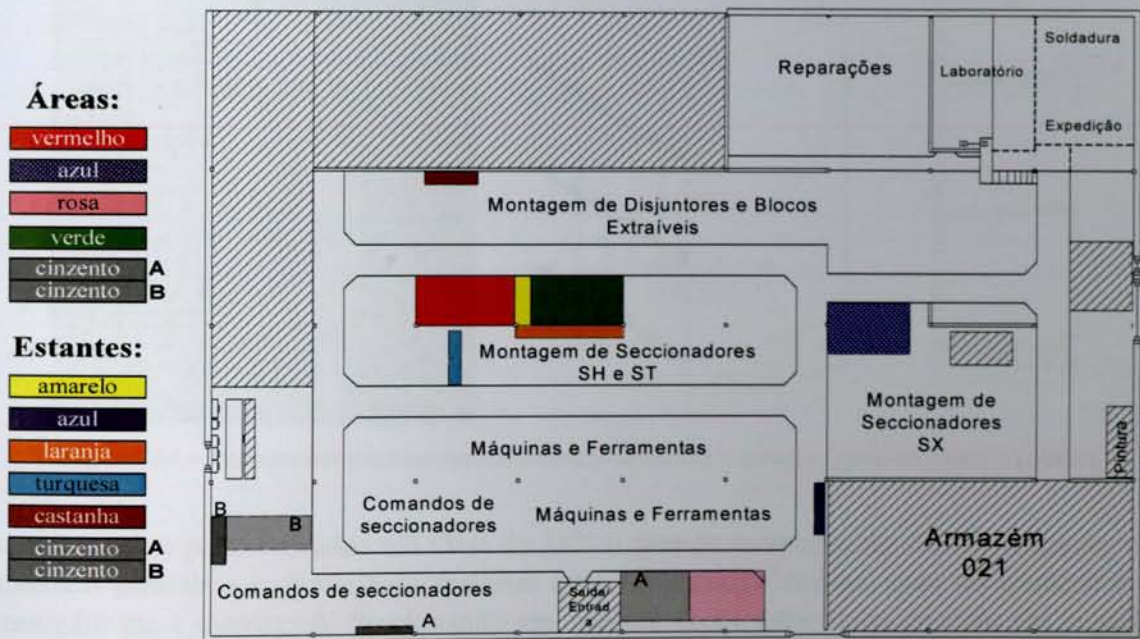 Áreas:
vermelho
azul
rosa
verde
cinzento A
cinzento B
Estantes:
amarelo
azul
laranja
turquesa
castanha
cinzento A
cinzento B
Reparações
Laboratório
Soldadura
Expedição
Montagem de Disjuntores e Blocos
Extraíveis
Montagem de Seccionadores
SH e ST
Montagem de
Seccionadores
SX
Pintura
Máquinas e Ferramentas
Comandos de
seccionadores
Máquinas e Ferramentas
B
B
Armazém
021
Comandos de seccionadores
A
Saída/
Entrad
a
A